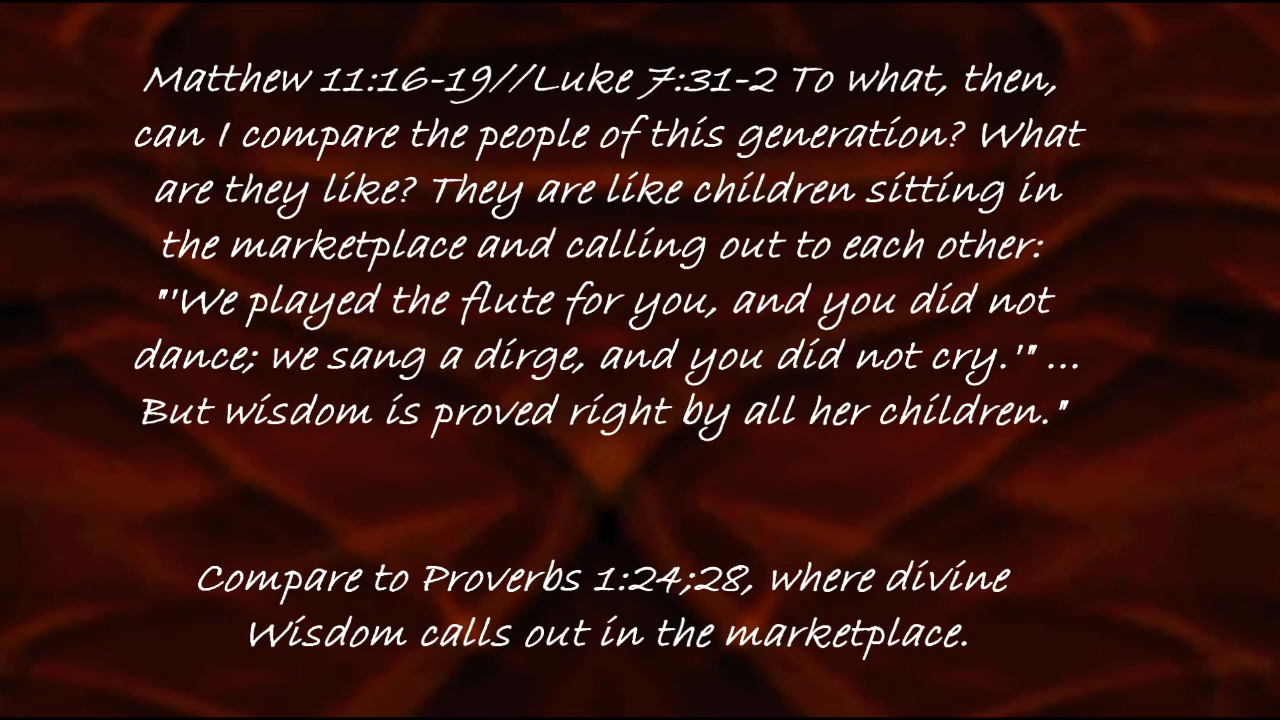 Matthew 11:16-19//Luke 7:31-2 To what, then,
can I compare the people of this generation? What
are they like? They are like children sitting in
the marketplace and calling out to each other:
"'We played the flute for you, and you did not
dance; we sang a dirge, and you did not cry.'" ...
But wisdom is proved right by all her children."
Compare to Proverbs 1:24;28, where divine
Wisdom calls out in the marketplace.